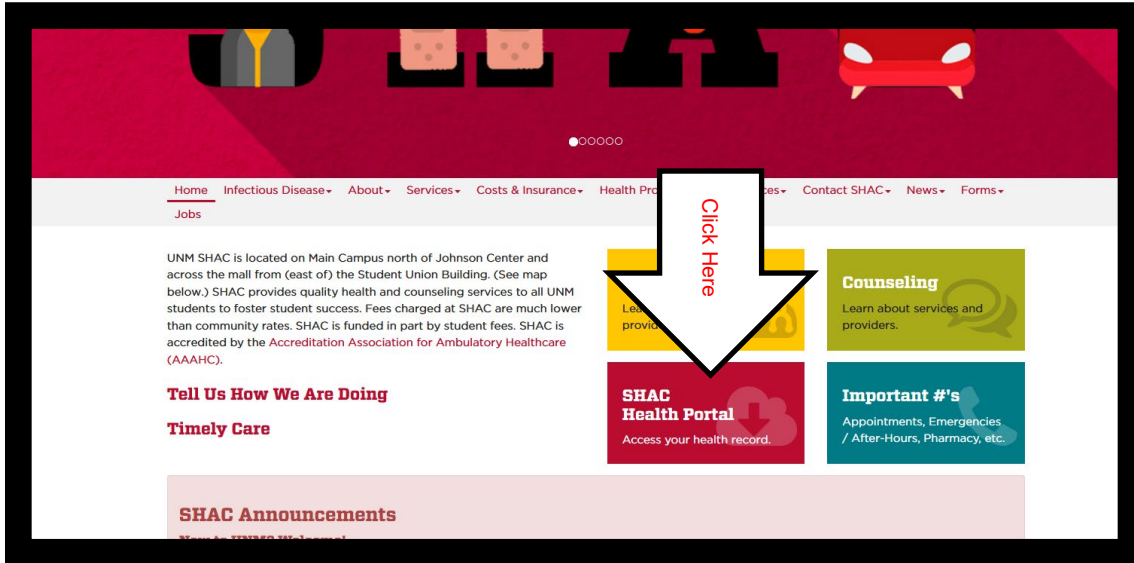 Home Infectious Disease About Services Costs & Insurance Health Contact SHAC News Forms
Jobs
Click Here
UNM SHAC is located on Main Campus north of Johnson Center and
across the mall from (east of) the Student Union Building. (See map
below.) SHAC provides quality health and counseling services to all UNM
students to foster student success. Fees charged at SHAC are much lower
than community rates. SHAC is funded in part by student fees. SHAC is
accredited by the Accreditation Association for Ambulatory Healthcare
(AAAHC).
Tell Us How We Are Doing
Timely Care
Counseling
Learn about services and
providers.
SHAC
Health Portal
Access your health record.
Important #'s
Appointments, Emergencies
/ After-Hours, Pharmacy, etc.
SHAC Announcements